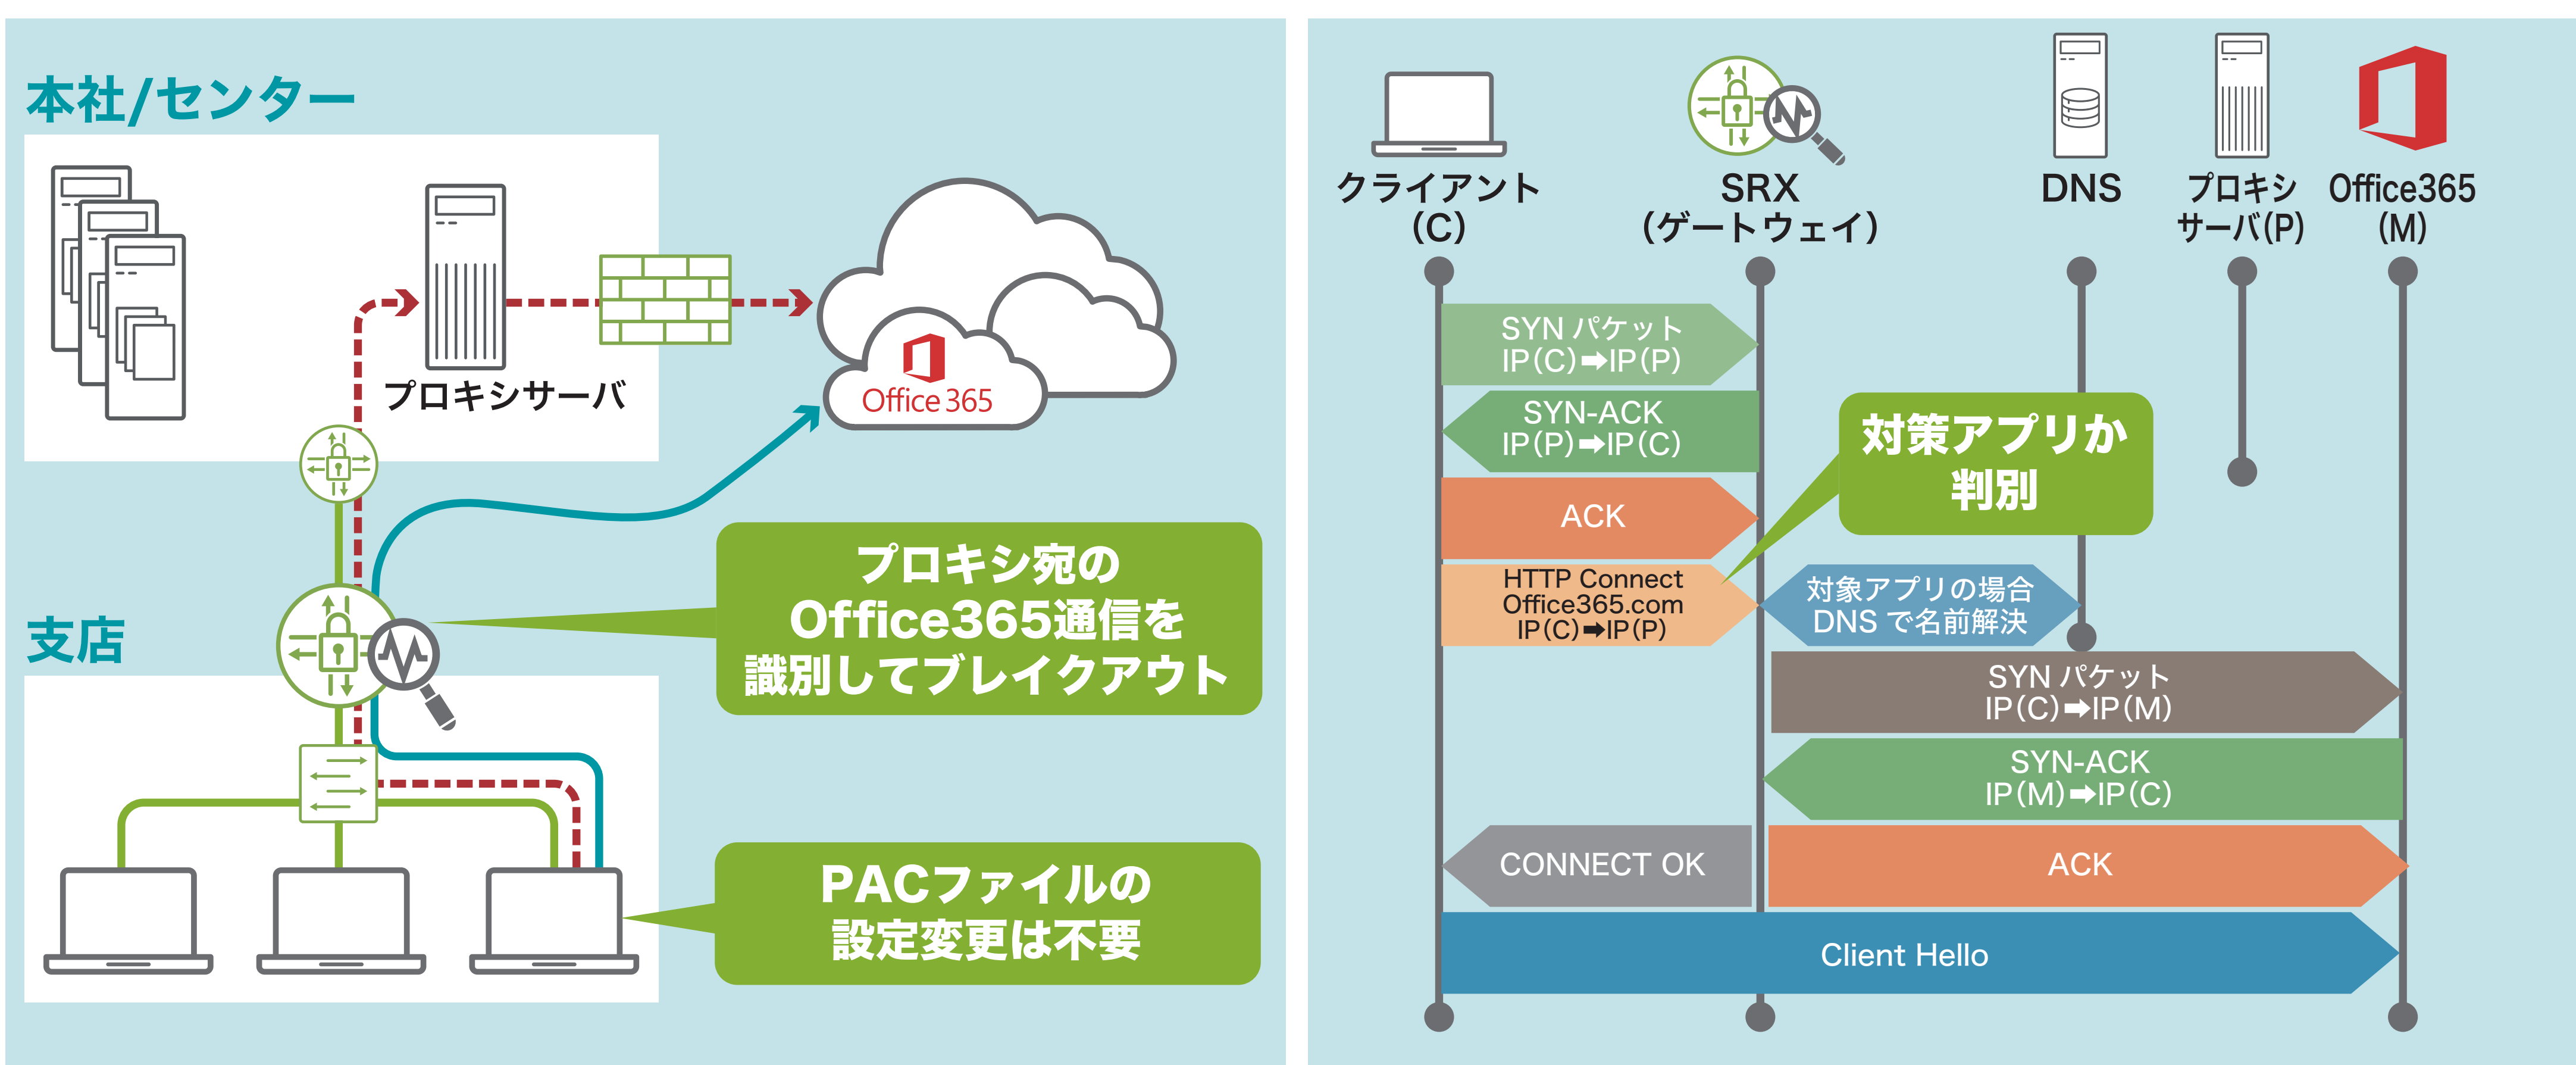 本社/センター
プロキシサーバ
Office 365
プロキシ宛の
Office365通信を
識別してブレイクアウト
支店
PACファイルの
設定変更は不要
クライアント
(C)
SRX
(ゲートウェイ)
DNS
プロキシ
サーバ(P)
Office365
(M)
SYN パケット
IP(C)➡IP(P)
SYN-ACK
IP(P)➡IP(C)
対策アプリか
判別
ACK
HTTP Connect
Office365.com
IP(C)➡IP(P)
対象アプリの場合
DNS で名前解決
SYN パケット
IP(C)➡IP(M)
SYN-ACK
IP(M)➡IP(C)
CONNECT OK
ACK
Client Hello